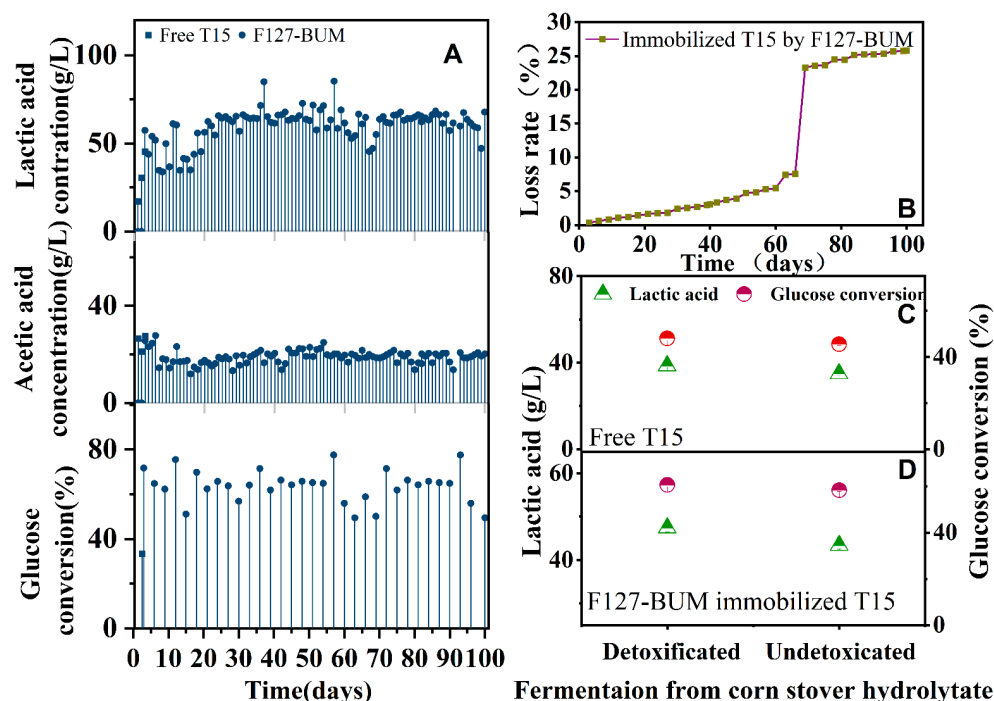 Free T15 F127-BUM
A
Lactic acid
contration(g/L)
100
50
0
Acetic acid
concentration(g/L)
40
0
Glucose
conversion(%)
80
40
0
0 10 20 30 40 50 60 70 80 90 100
Time(days)
Immobilized T15 by F127-BUM
B
Loss rate (%)
30
25
20
15
10
5
0
0 20 40 60 80 100
Time (days)
Lactic acid Glucose conversion
C
80
60
40
20
0
40
0
Free T15
D
60
40
40
0
F127-BUM immobilized T15
Lactic acid (g/L)
Glucose conversion (%)
Detoxificated Undetoxicated
Fermentaion from corn stover hydrolytate